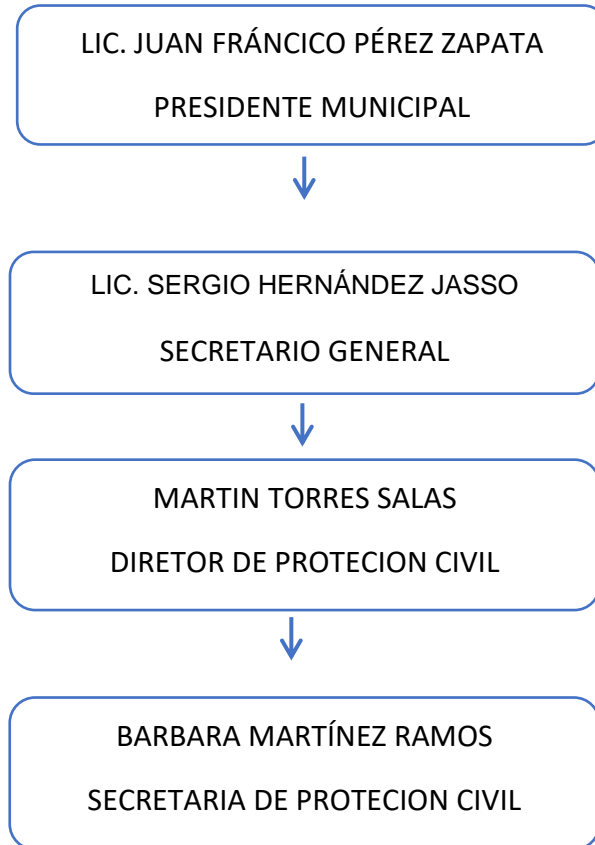 LIC. JUAN FRÁNCICO PÉREZ ZAPATA
PRESIDENTE MUNICIPAL
LIC. SERGIO HERNÁNDEZ JASSO
SECRETARIO GENERAL
MARTIN TORRES SALAS
DIRETOR DE PROTECION CIVIL
BARBARA MARTÍNEZ RAMOS
SECRETARIA DE PROTECION CIVIL